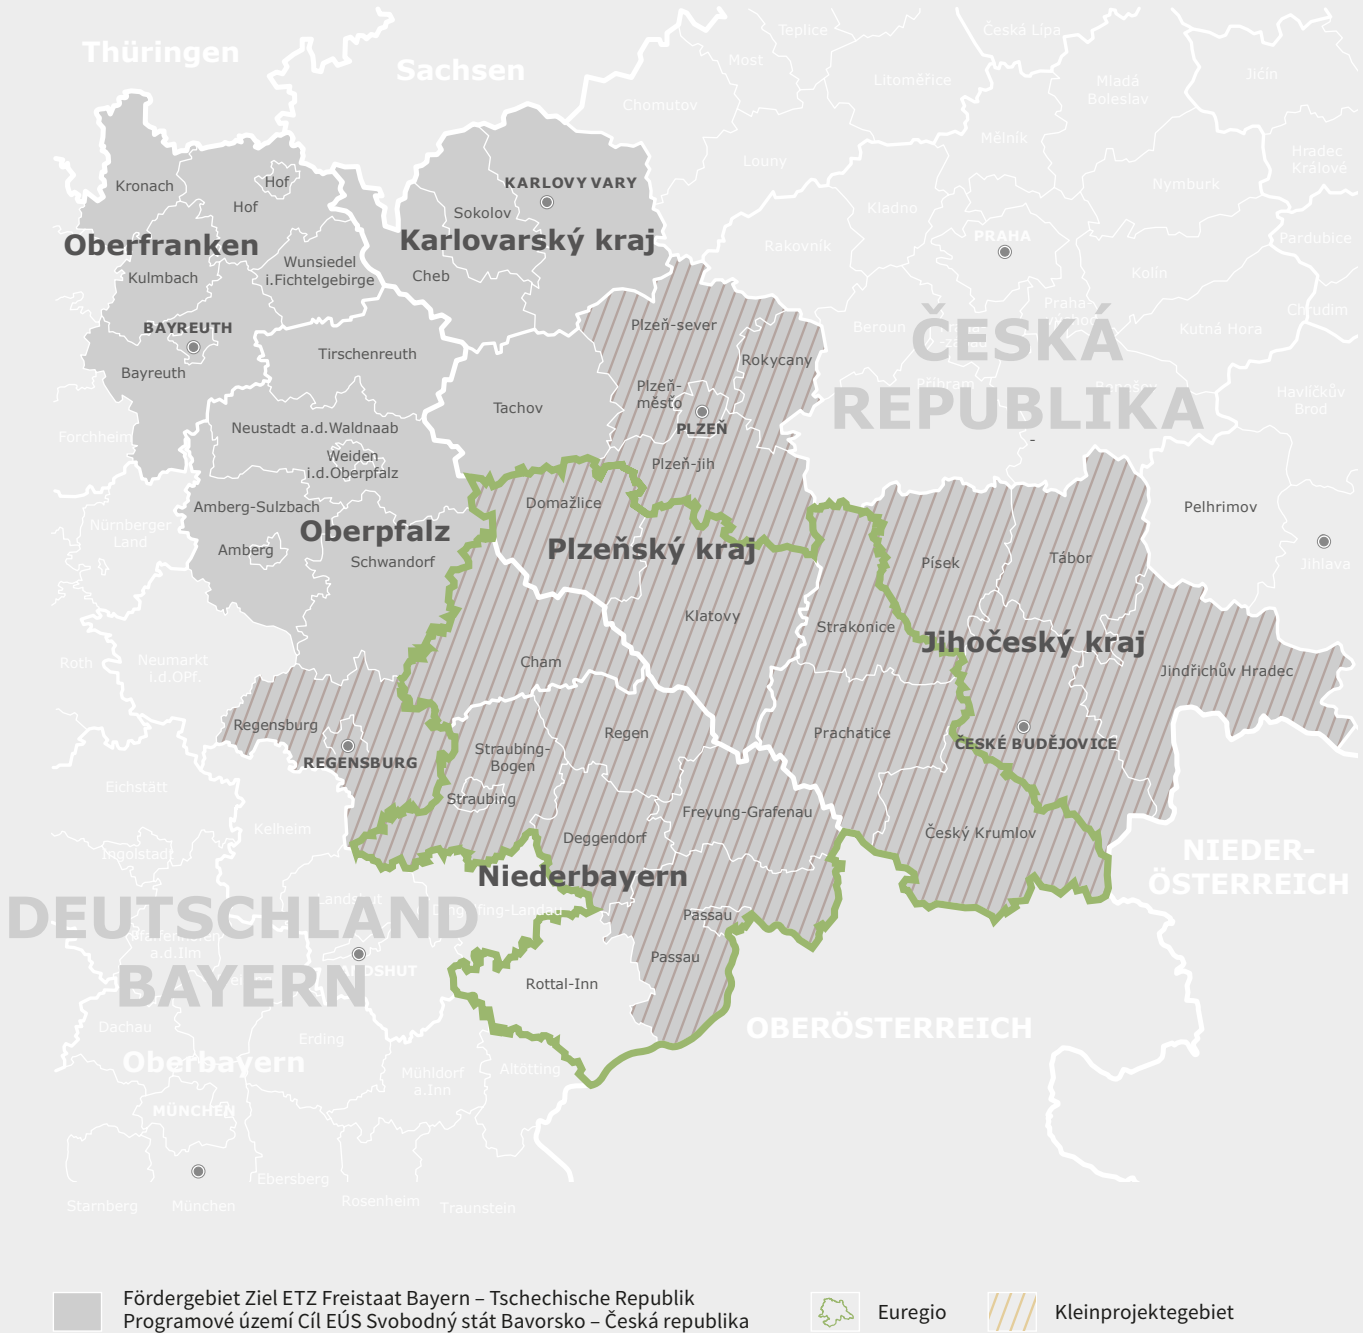 Thüringen
Sachsen
Teplice
Most
Česká Lípa
Litoměřice
Mladá
Boleslav
Jičín
Chomutov
Mělník
Louny
Hradec
Králové
Nymburk
Kladno
Rakovník
PRAHA
Pardubice
Kolín
Praha-
Chrudim
Beroun
Kutná Hora
Příbram
Havlíčkův
Brod
ČESKÁ
REPUBLIKA
-
Kronach
Hof
Hof
KARLOVY VARY
Sokolov
Oberfranken
Karlovarský kraj
Kulmbach
Wunsiedel
i.Fichtelgebirge
Cheb
BAYREUTH
Bayreuth
Tirschenreuth
Plzeň-sever
Rokycany
Plzeň-
město
PLZEŇ
Tachov
Forchheim
Neustadt a.d.Waldnaab
Weiden
i.d.Oberpfalz
Plzeň-jih
Nürnberger
Land
Amberg-Sulzbach
Amberg
Oberpfalz
Schwandorf
Domažlice
Plzeňský kraj
Pelhrimov
Jihlava
Písek
Tábor
Klatovy
Strakonice
Jihočeský kraj
Jindřichův Hradec
Roth
Neumarkt
i.d.OPf.
Cham
Regensburg
REGENSBURG
Straubing-
Bogen
Straubing
Regen
Prachatice
ČESKÉ BUDĚJOVICE
Eichstätt
Kelheim
Deggendorf
Freyung-Grafenau
Český Krumlov
Ingolstadt
Niederbayern
NIEDER-
ÖSTERREICH
Landshut
DEUTSCHLAND
BAYERN
a.d.Ilm
Passau
Passau
Rottal-Inn
OBERÖSTERREICH
Dachau
Erding
Oberbayern
Mühldorf
a.Inn
Altötting
MÜNCHEN
Ebersberg
Starnberg
München
Rosenheim
Traunstein
Fördergebiet Ziel ETZ Freistaat Bayern – Tschechische Republik
Programové území Cíl EÚS Svobodný stát Bavorsko – Česká republika
Euregio
Kleinprojektegebiet